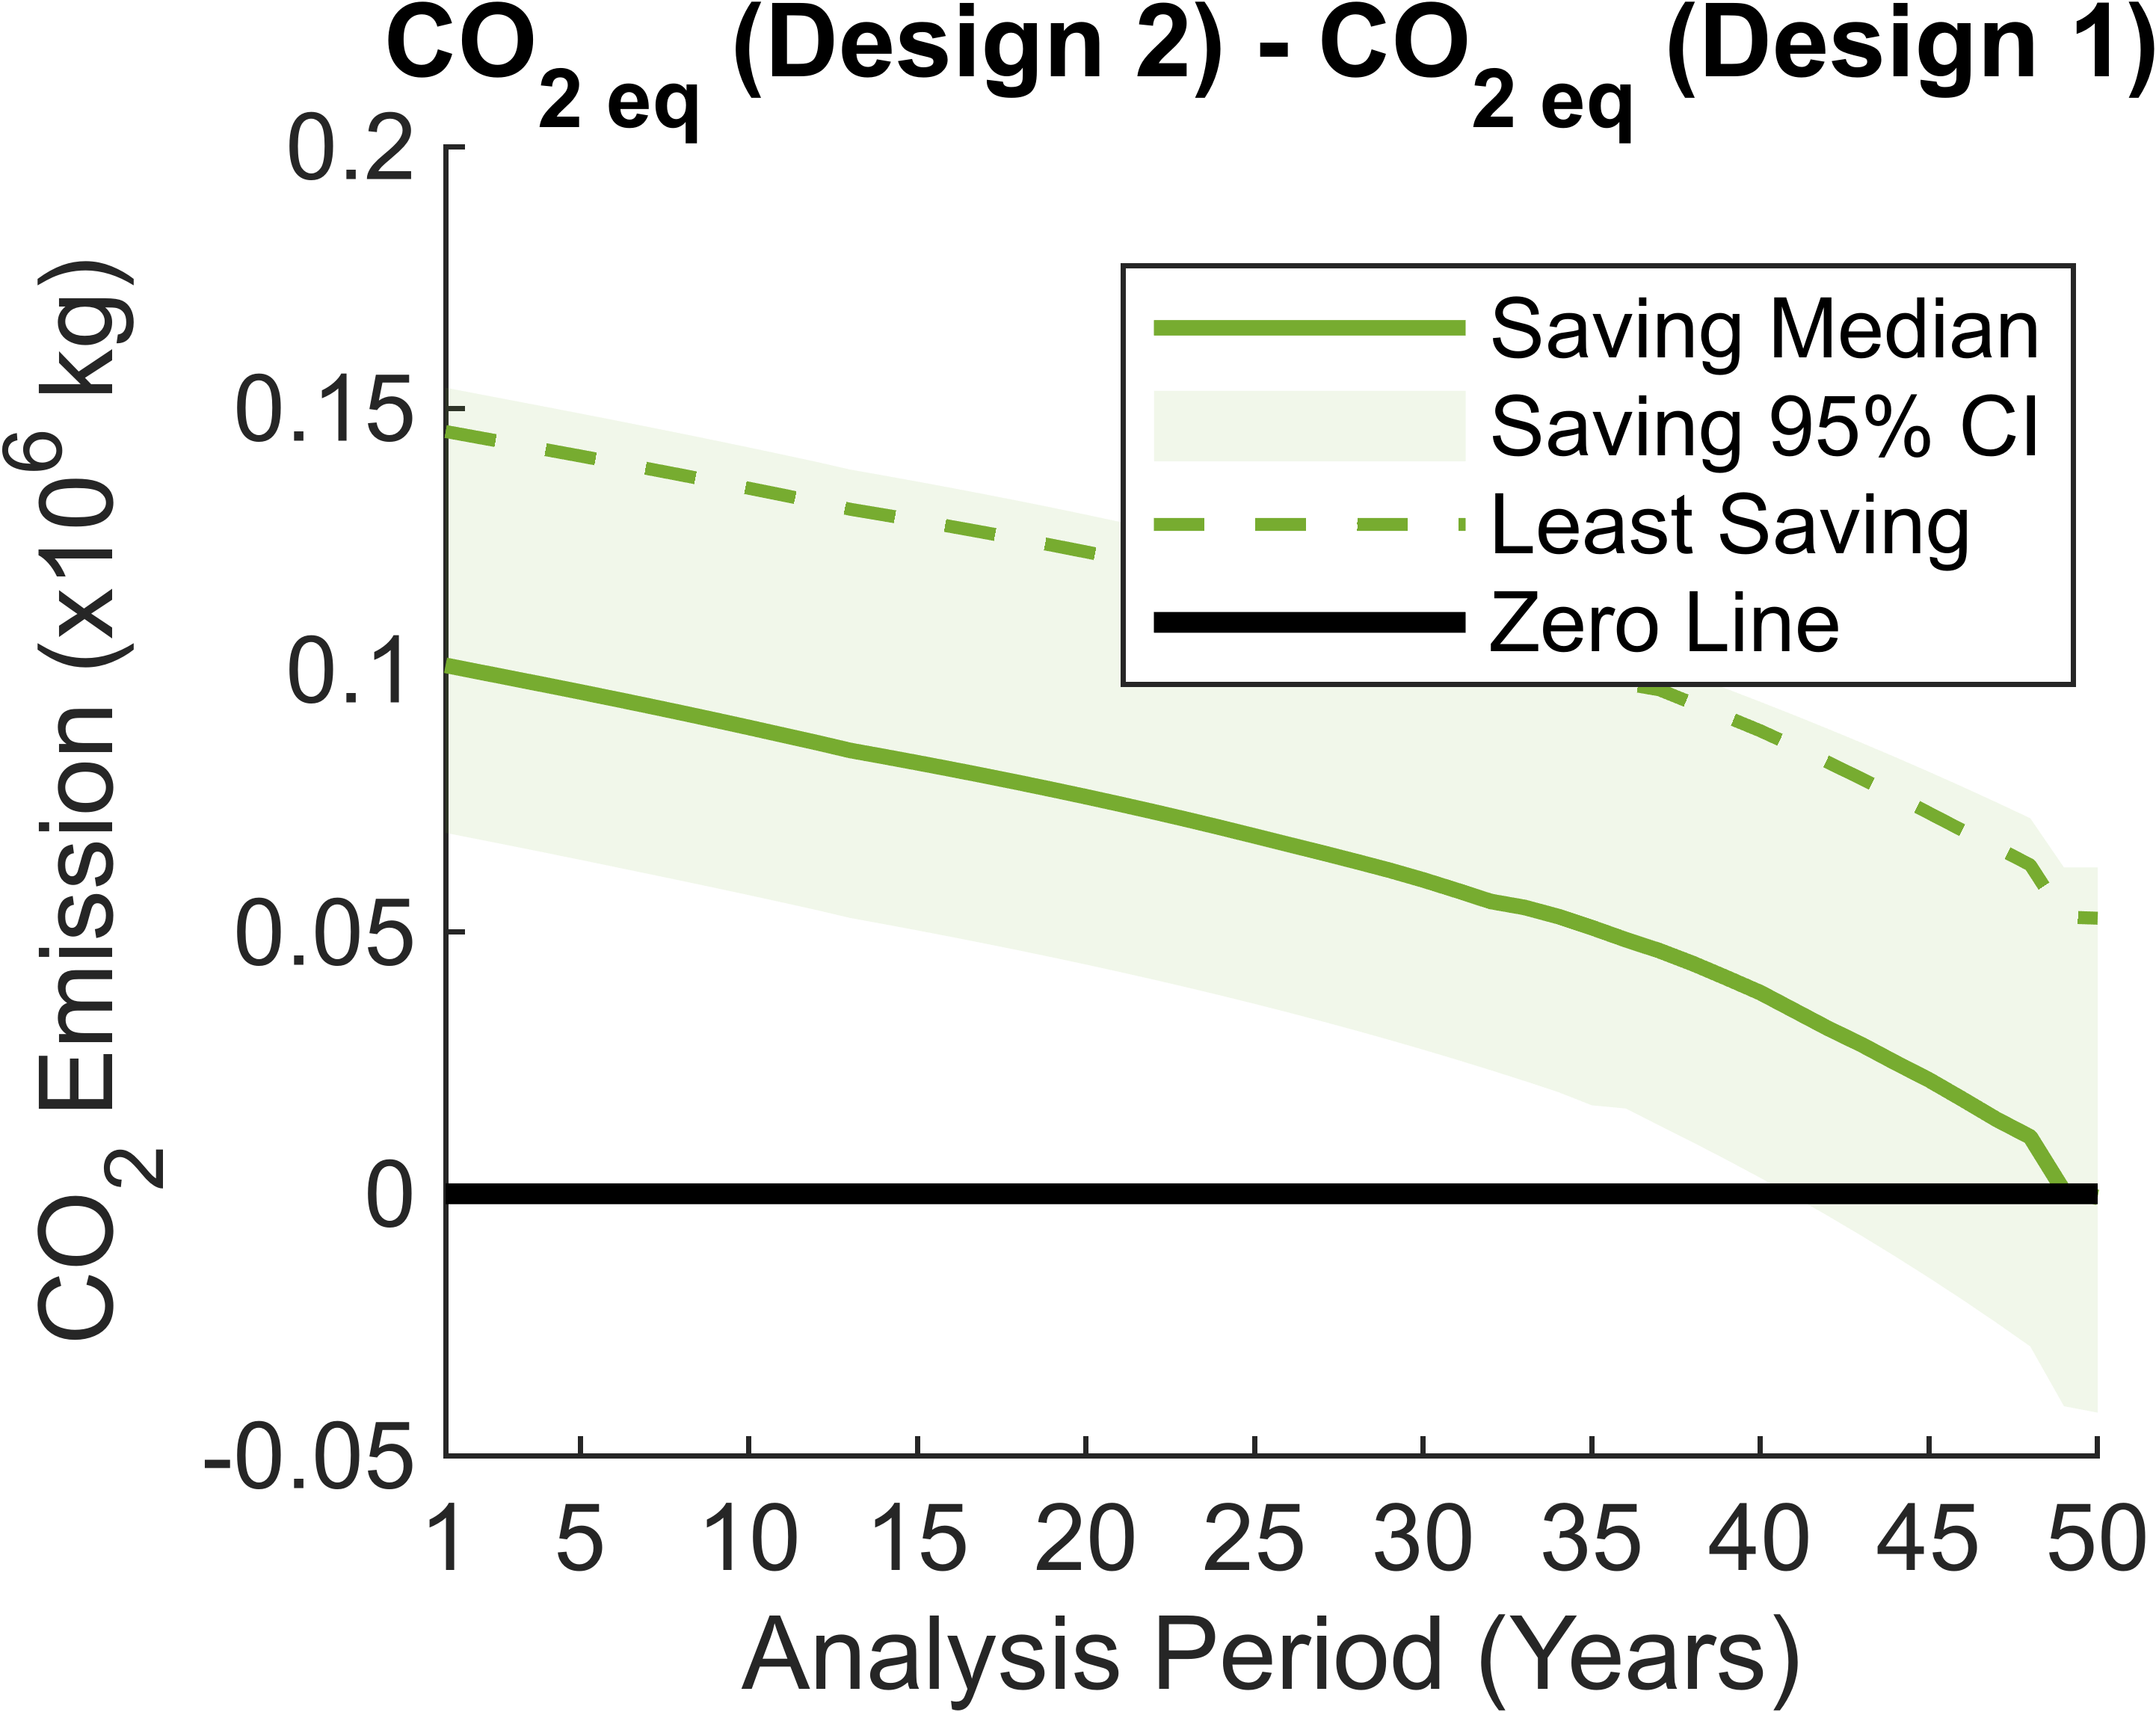 CO2 eq (Design 2) - CO2 eq (Design 1)
0.2
0.15
0.1
0.05
0
-0.05
CO2 Emission (x10^6 kg)
Saving Median
Saving 95% CI
Least Saving
Zero Line
1 5 10 15 20 25 30 35 40 45 50
Analysis Period (Years)